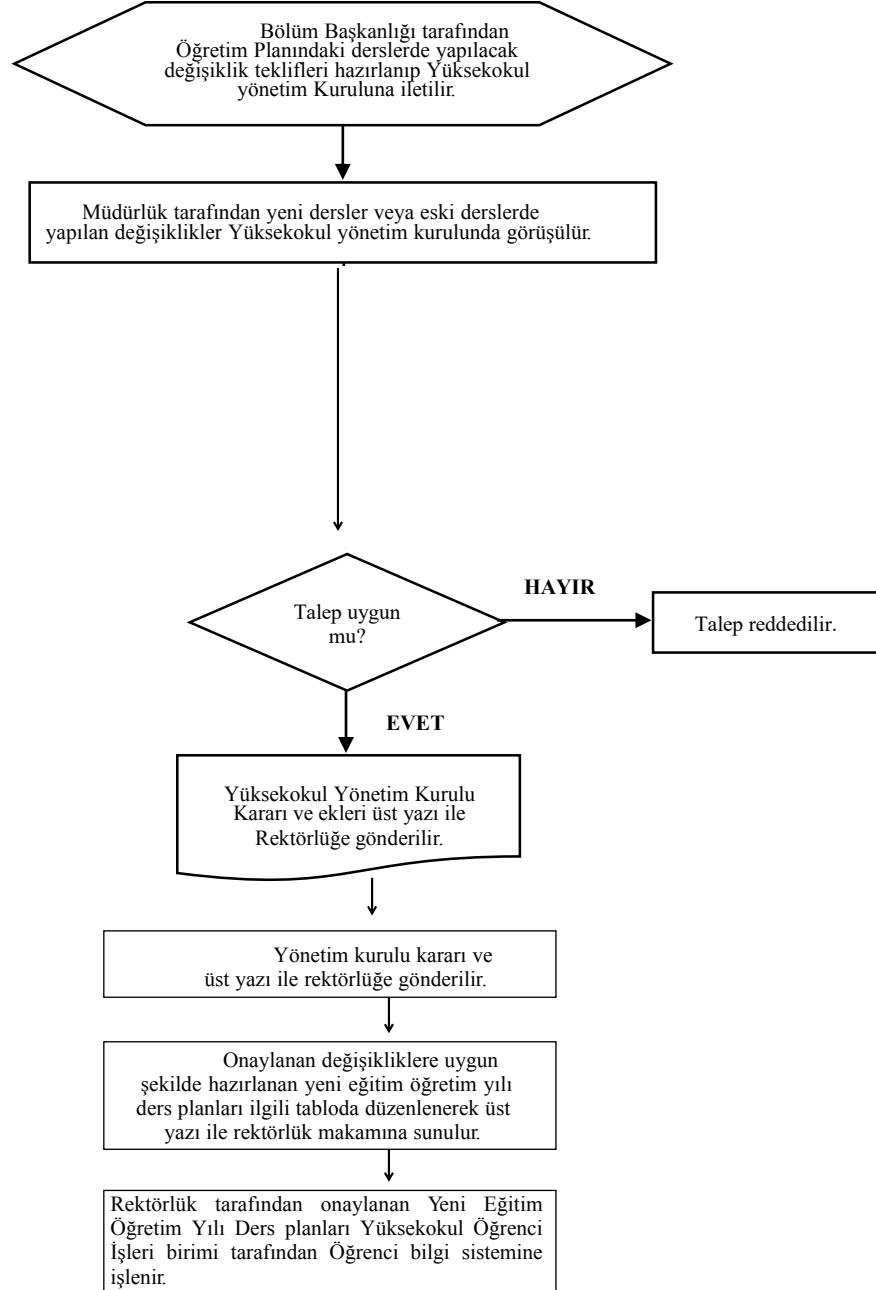 Bölüm Başkanlığı tarafından
Öğretim Planındaki derslerde yapılacak
değişiklik teklifleri hazırlanıp Yüksekokul
yönetim Kuruluna iletilir.
Müdürlük tarafından yeni dersler veya eski derslerde
yapılan değişiklikler Yüksekokul yönetim kurulunda görüşülür.
Talep uygun
mu?
HAYIR
Talep reddedilir.
EVET
Yüksekokul Yönetim Kurulu
Kararı ve ekleri üst yazı ile
Rektörlüğe gönderilir.
Yönetim kurulu kararı ve
üst yazı ile rektörlüğe gönderilir.
Onaylanan değişikliklere uygun
şekilde hazırlanan yeni eğitim öğretim yılı
ders planları ilgili tabloda düzenlenerek üst
yazı ile rektörlük makamına sunulur.
Rektörlük tarafından onaylanan Yeni Eğitim
Öğretim Yılı Ders planları Yüksekokul Öğrenci
İşleri birimi tarafından Öğrenci bilgi sistemine
işlenir.